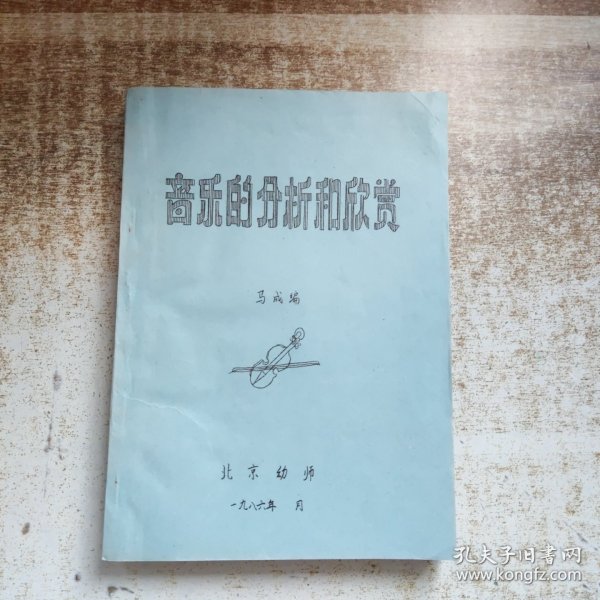 音乐的分析和欣赏
马成编
北京幼师
一九八六年 月
孔夫子旧书网
www.kongfz.com